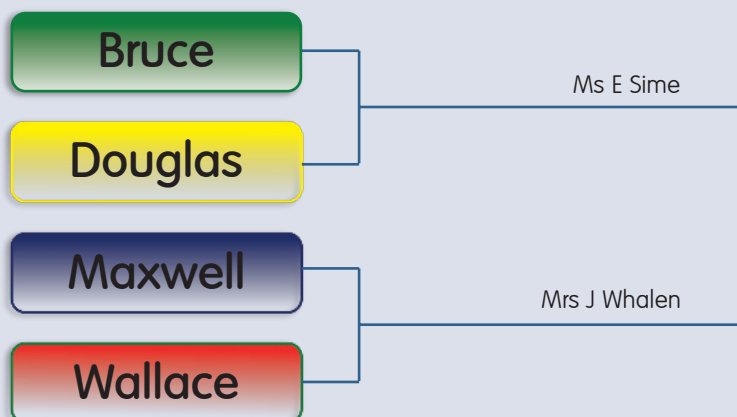 Bruce
Ms E Sime
Douglas
Maxwell
Mrs J Whalen
Wallace